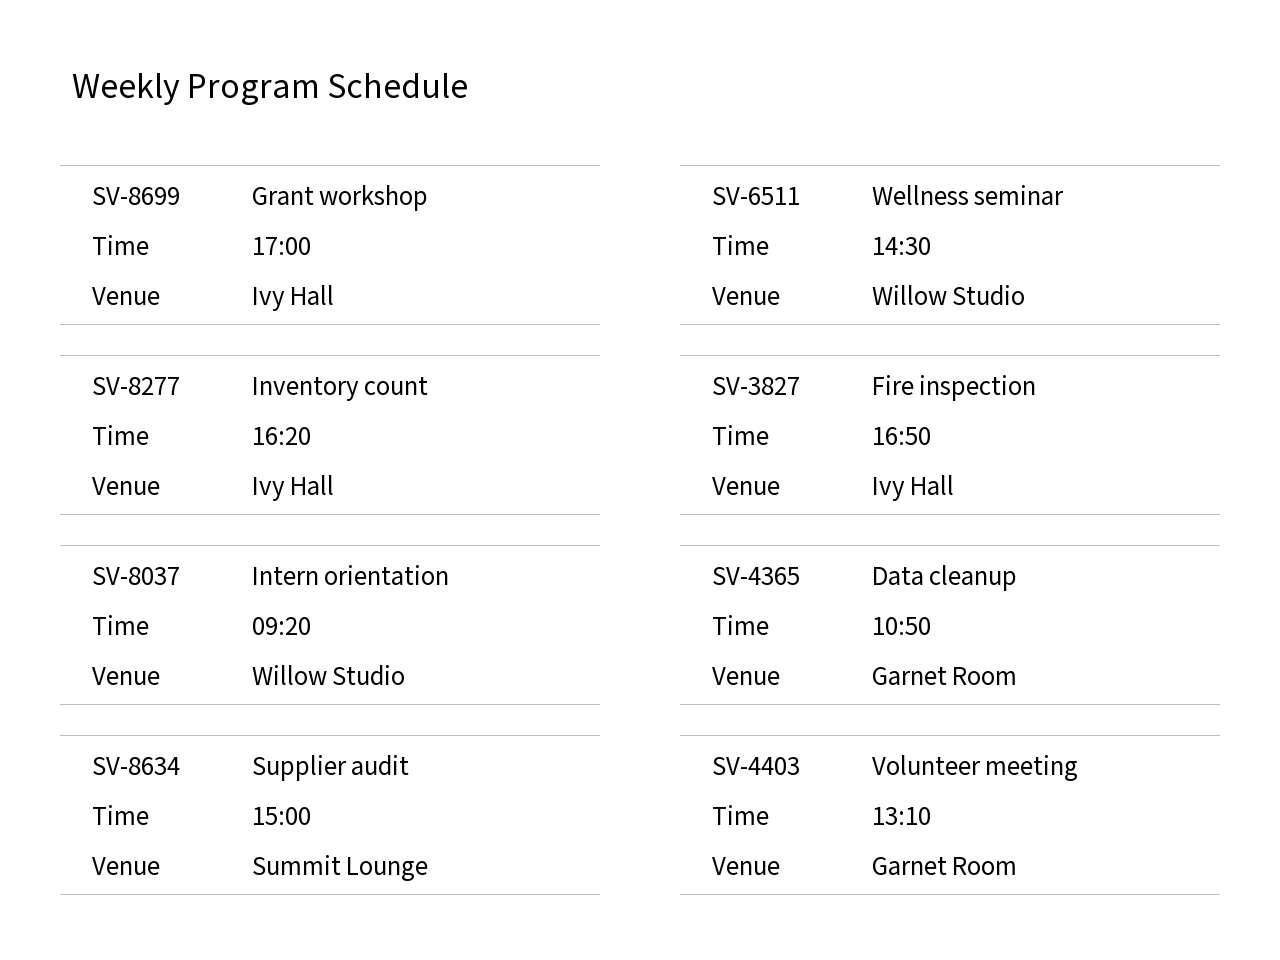 Weekly Program Schedule
SV-8699 Grant workshop
Time 17:00
Venue Ivy Hall
SV-8277 Inventory count
Time 16:20
Venue Ivy Hall
SV-8037 Intern orientation
Time 09:20
Venue Willow Studio
SV-8634 Supplier audit
Time 15:00
Venue Summit Lounge
SV-6511 Wellness seminar
Time 14:30
Venue Willow Studio
SV-3827 Fire inspection
Time 16:50
Venue Ivy Hall
SV-4365 Data cleanup
Time 10:50
Venue Garnet Room
SV-4403 Volunteer meeting
Time 13:10
Venue Garnet Room